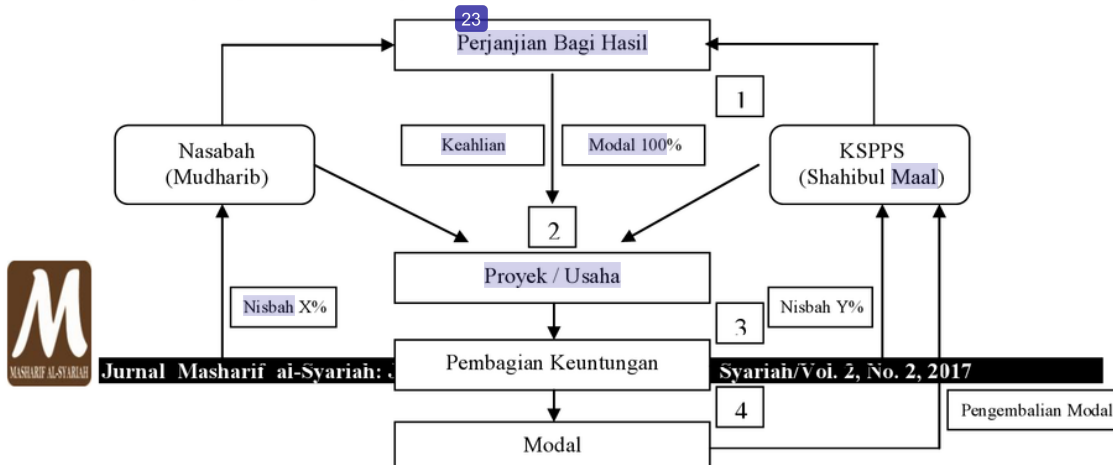 23
Perjanjian Bagi Hasil
1
Nasabah
(Mudharib)
Keahlian
Modal 100%
KSPPS
(Shahibul Maal)
2
Proyek / Usaha
Nisbah X%
3
Nisbah Y%
M
MASHARIF AL-SYARIAH
Jurnal Masharif al-Syariah: J
Pembagian Keuntungan
Syariah/Vol. 2, No. 2, 2017
4
Pengembalian Modal
Modal